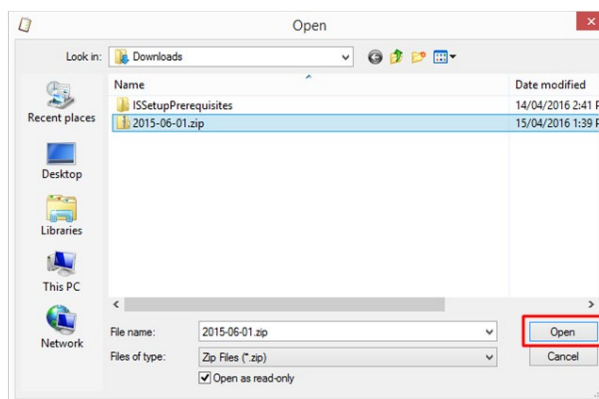 Open
Look in: Downloads
Name Date modified
ISSetupPrerequisites 14/04/2016 2:41
2015-06-01.zip 15/04/2016 1:39
Recent places
Desktop
Libraries
This PC
Network
File name: 2015-06-01.zip Open
Files of type: Zip Files (*.zip) Cancel
Open as read-only